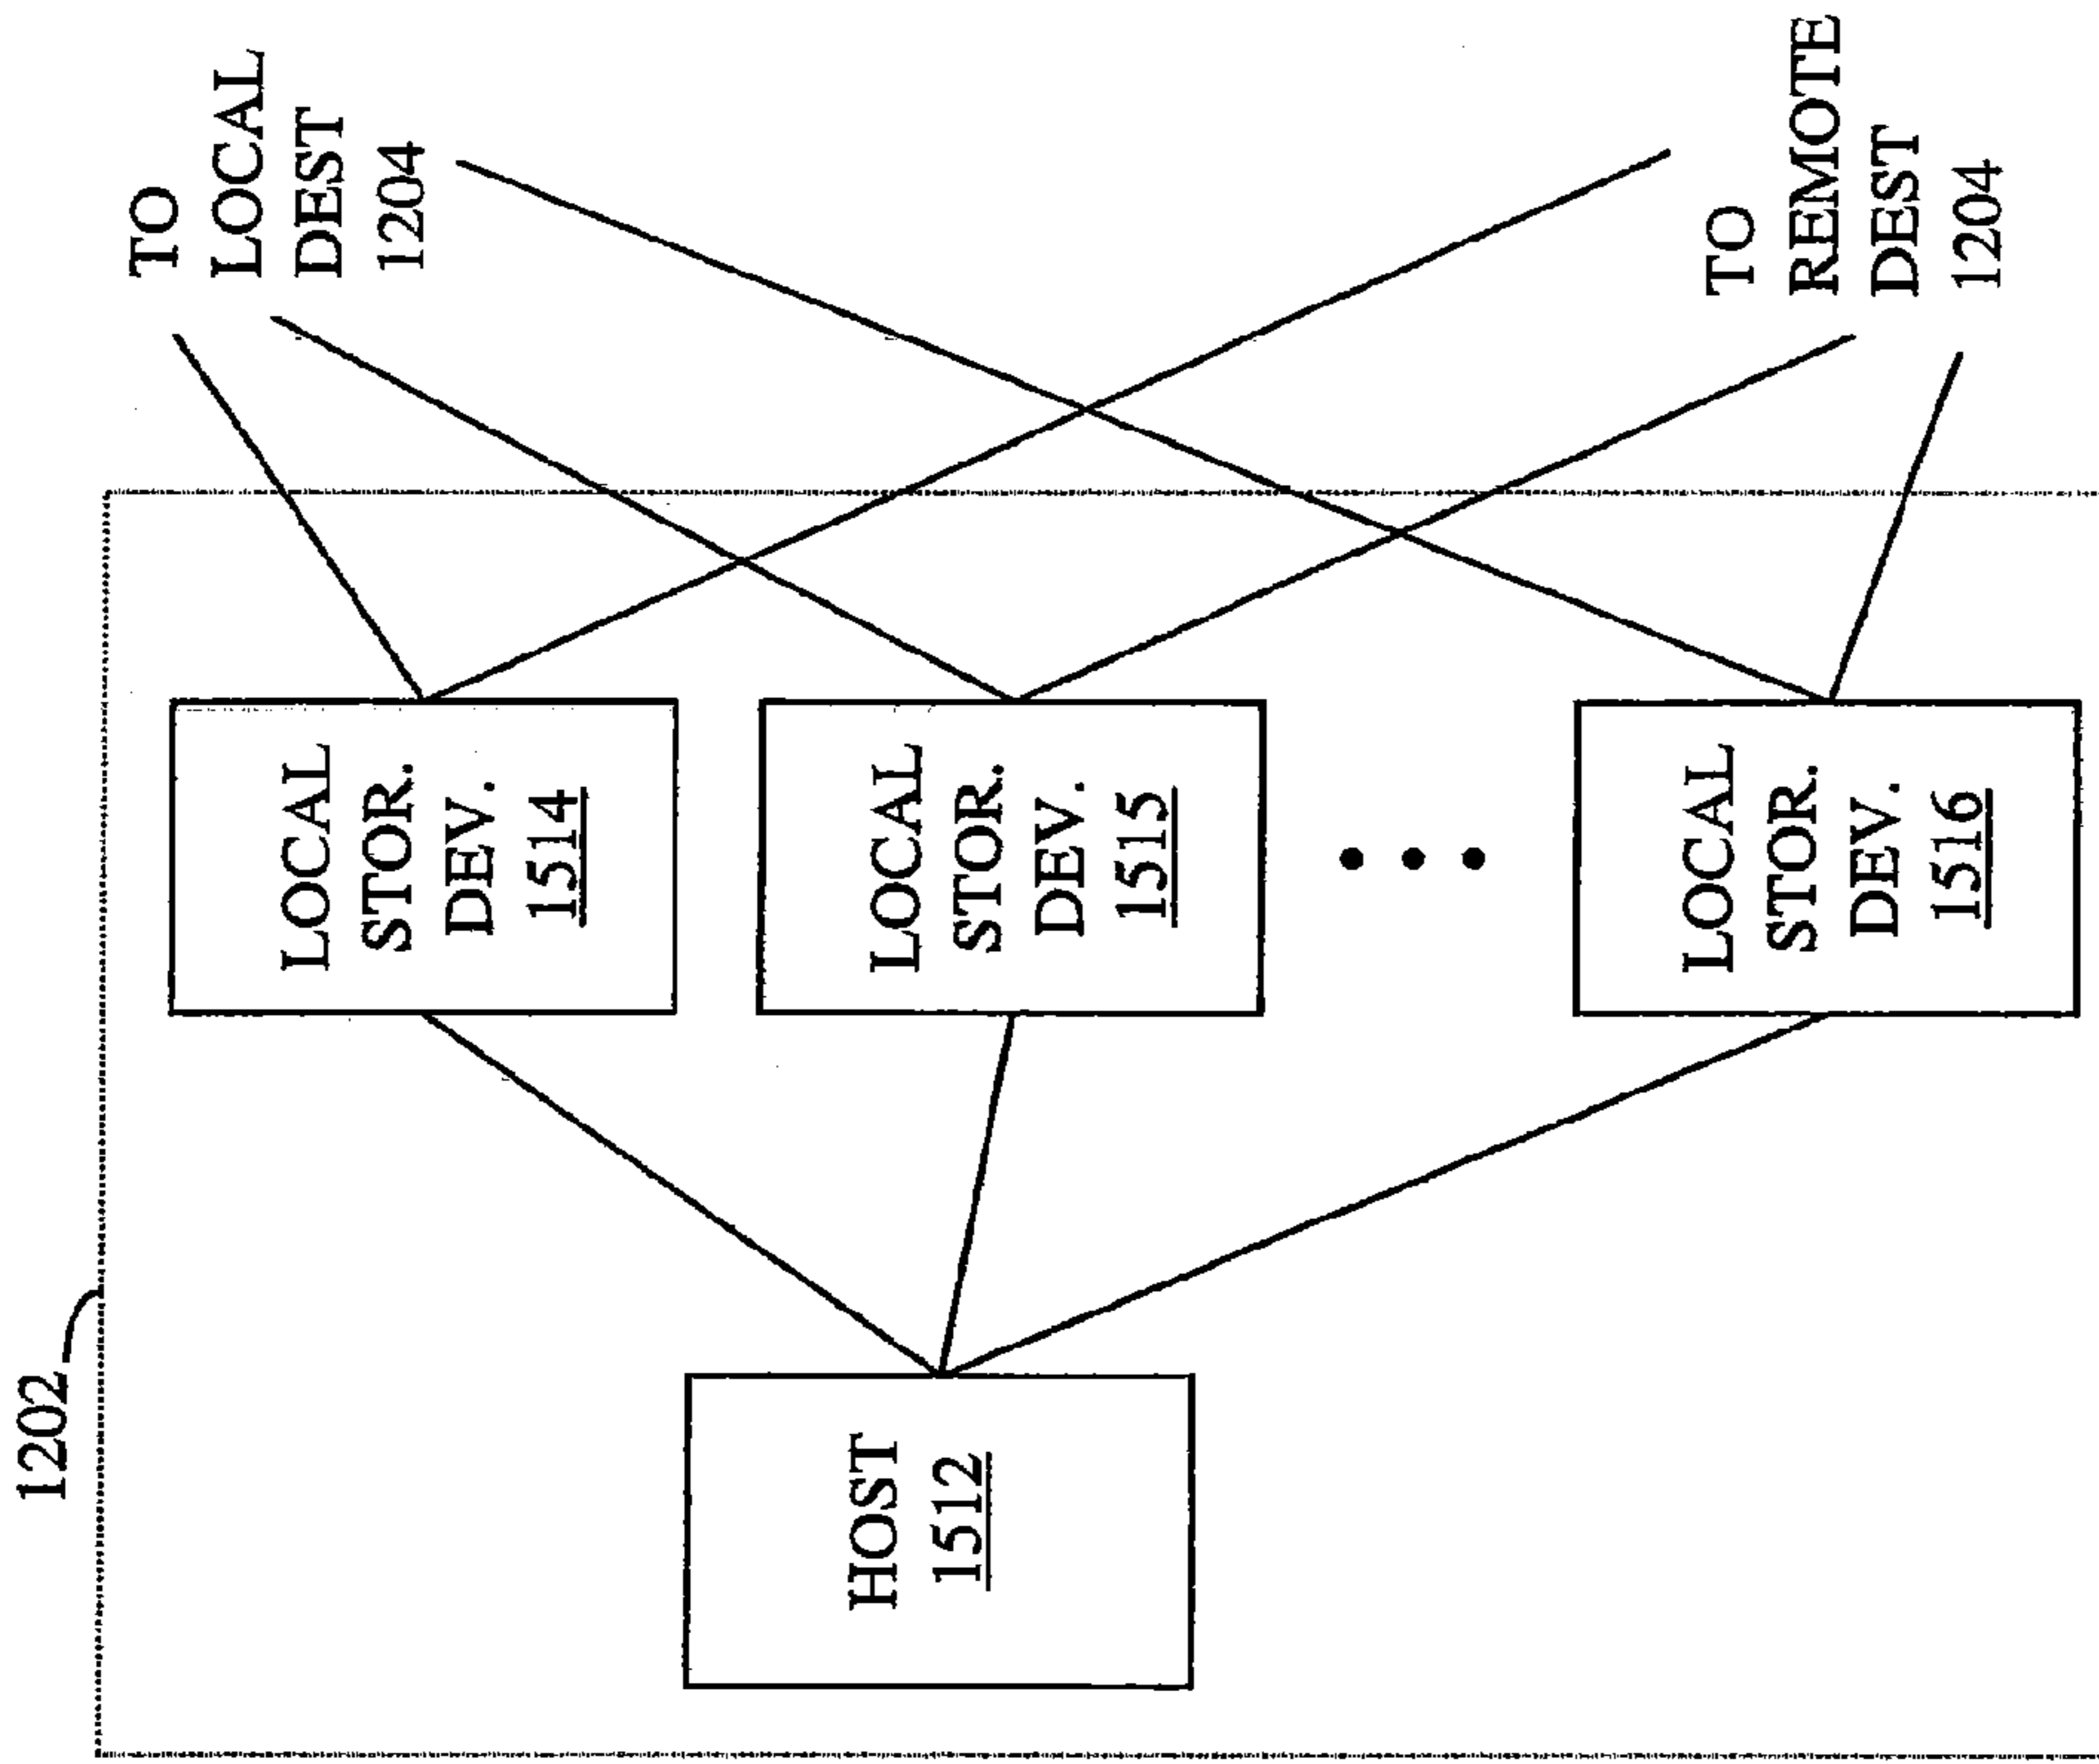 1202
HOST
1512
LOCAL
STOR.
DEV.
1514
LOCAL
STOR.
DEV.
1515
LOCAL
STOR.
DEV.
1516
TO
LOCAL
DEST
1204
TO
REMOTE
DEST
1204